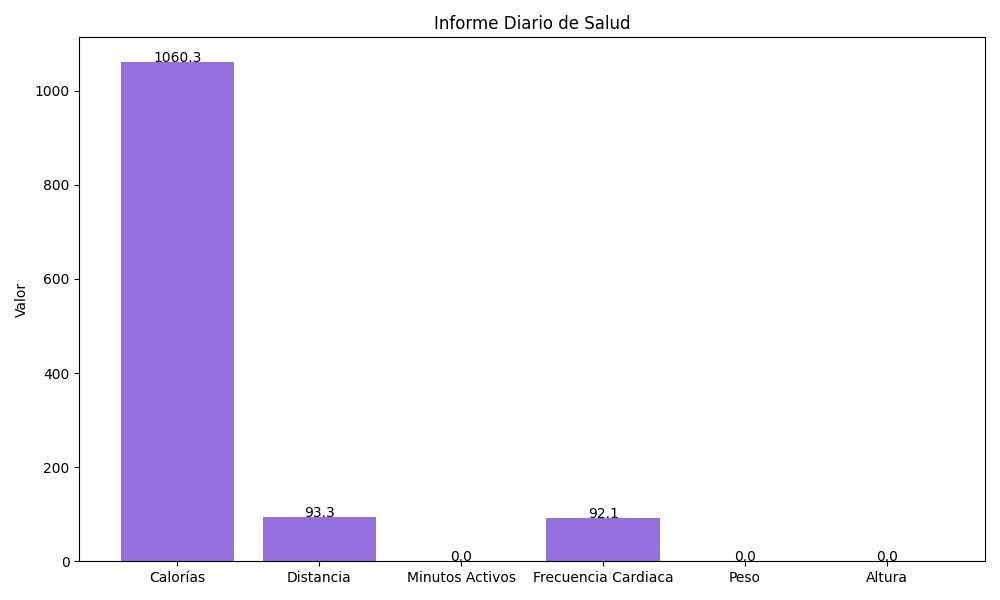 Informe Diario de Salud
Valor
1000
800
600
400
200
0
1060.3
93.3
0.0
92.1
0.0
0.0
Calorías
Distancia
Minutos Activos
Frecuencia Cardiaca
Peso
Altura